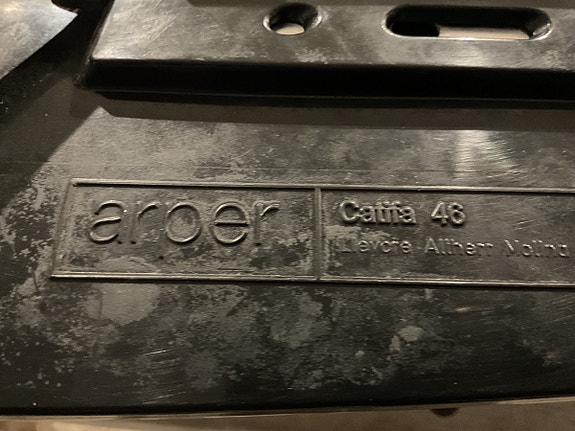 arper
Catifa 46
Lievore Altherr Molina